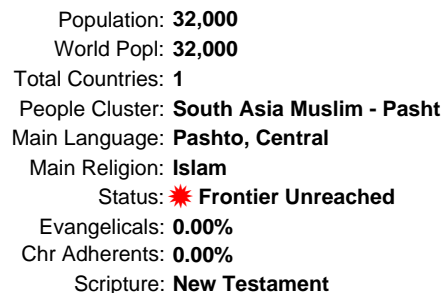 Population: 32,000
World Popl: 32,000
Total Countries: 1
People Cluster: South Asia Muslim - Pasht
Main Language: Pashto, Central
Main Religion: Islam
Status: Frontier Unreached
Evangelicals: 0.00%
Chr Adherents: 0.00%
Scripture: New Testament